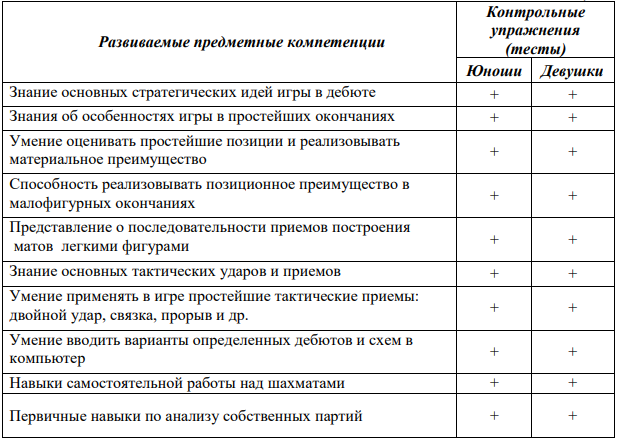 Развиваемые предметные компетенции
Контрольные
упражнения
(тесты)
Юноши Девушки
Знание основных стратегических идей игры в дебюте + +
Знания об особенностях игры в простейших окончаниях + +
Умение оценивать простейшие позиции и реализовывать
материальное преимущество + +
Способность реализовывать позиционное преимущество в
малофигурных окончаниях + +
Представление о последовательности приемов построения
матов легкими фигурами + +
Знание основных тактических ударов и приемов + +
Умение применять в игре простейшие тактические приемы:
двойной удар, связка, прорыв и др. + +
Умение вводить варианты определенных дебютов и схем в
компьютер + +
Навыки самостоятельной работы над шахматами + +
Первичные навыки по анализу собственных партий + +